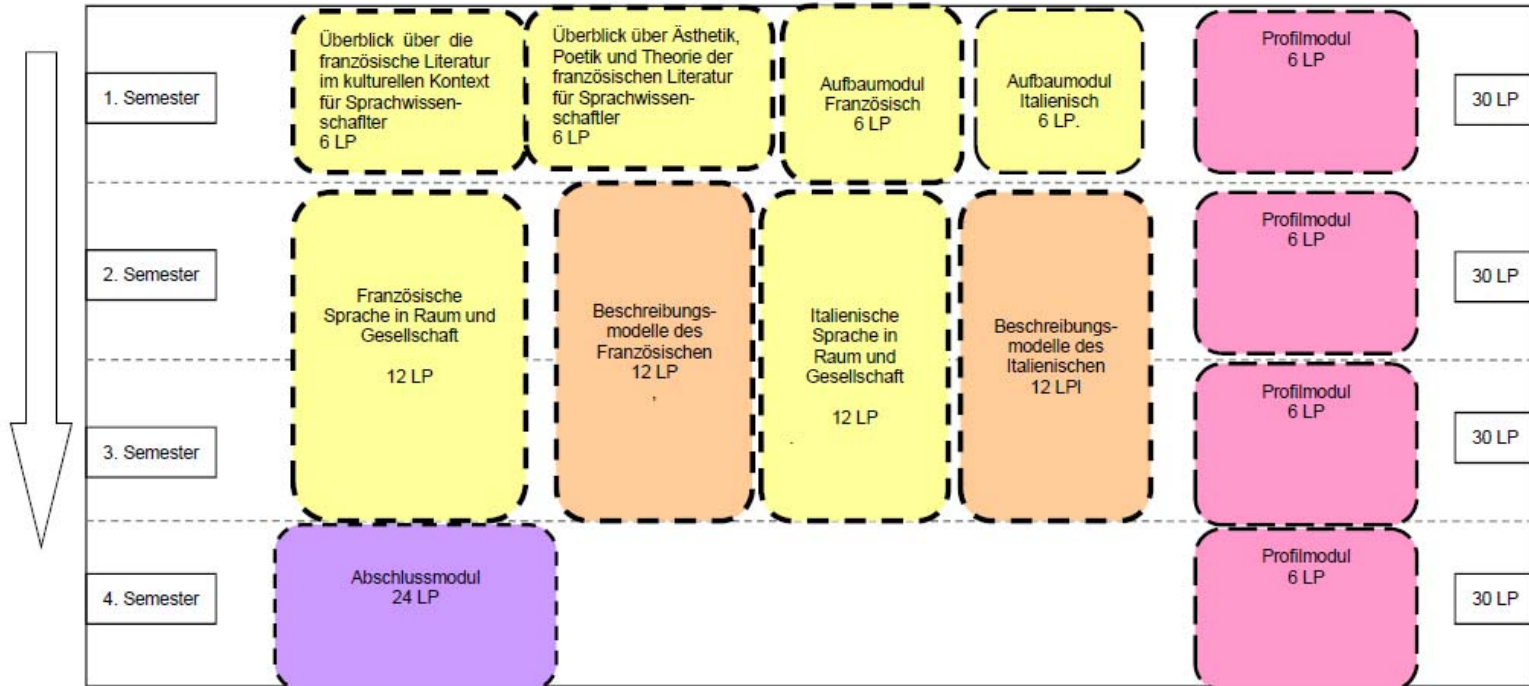 1. Semester
Überblick über die
französische Literatur
im kulturellen Kontext
für Sprachwissen-
schaflter
6 LP
Überblick über Ästhetik,
Poetik und Theorie der
französischen Literatur
für Sprachwissen-
schaftler
6 LP
Aufbaumodul
Französisch
6 LP
Aufbaumodul
Italienisch
6 LP.
Profilmodul
6 LP
30 LP
2. Semester
Französische
Sprache in Raum und
Gesellschaft
12 LP
Beschreibungs-
modelle des
Französischen
12 LP
,
Italienische
Sprache in
Raum und
Gesellschaft
12 LP
.
Beschreibungs-
modelle des
Italienischen
12 LPI
Profilmodul
6 LP
30 LP
3. Semester
Profilmodul
6 LP
30 LP
4. Semester
Abschlussmodul
24 LP
Profilmodul
6 LP
30 LP